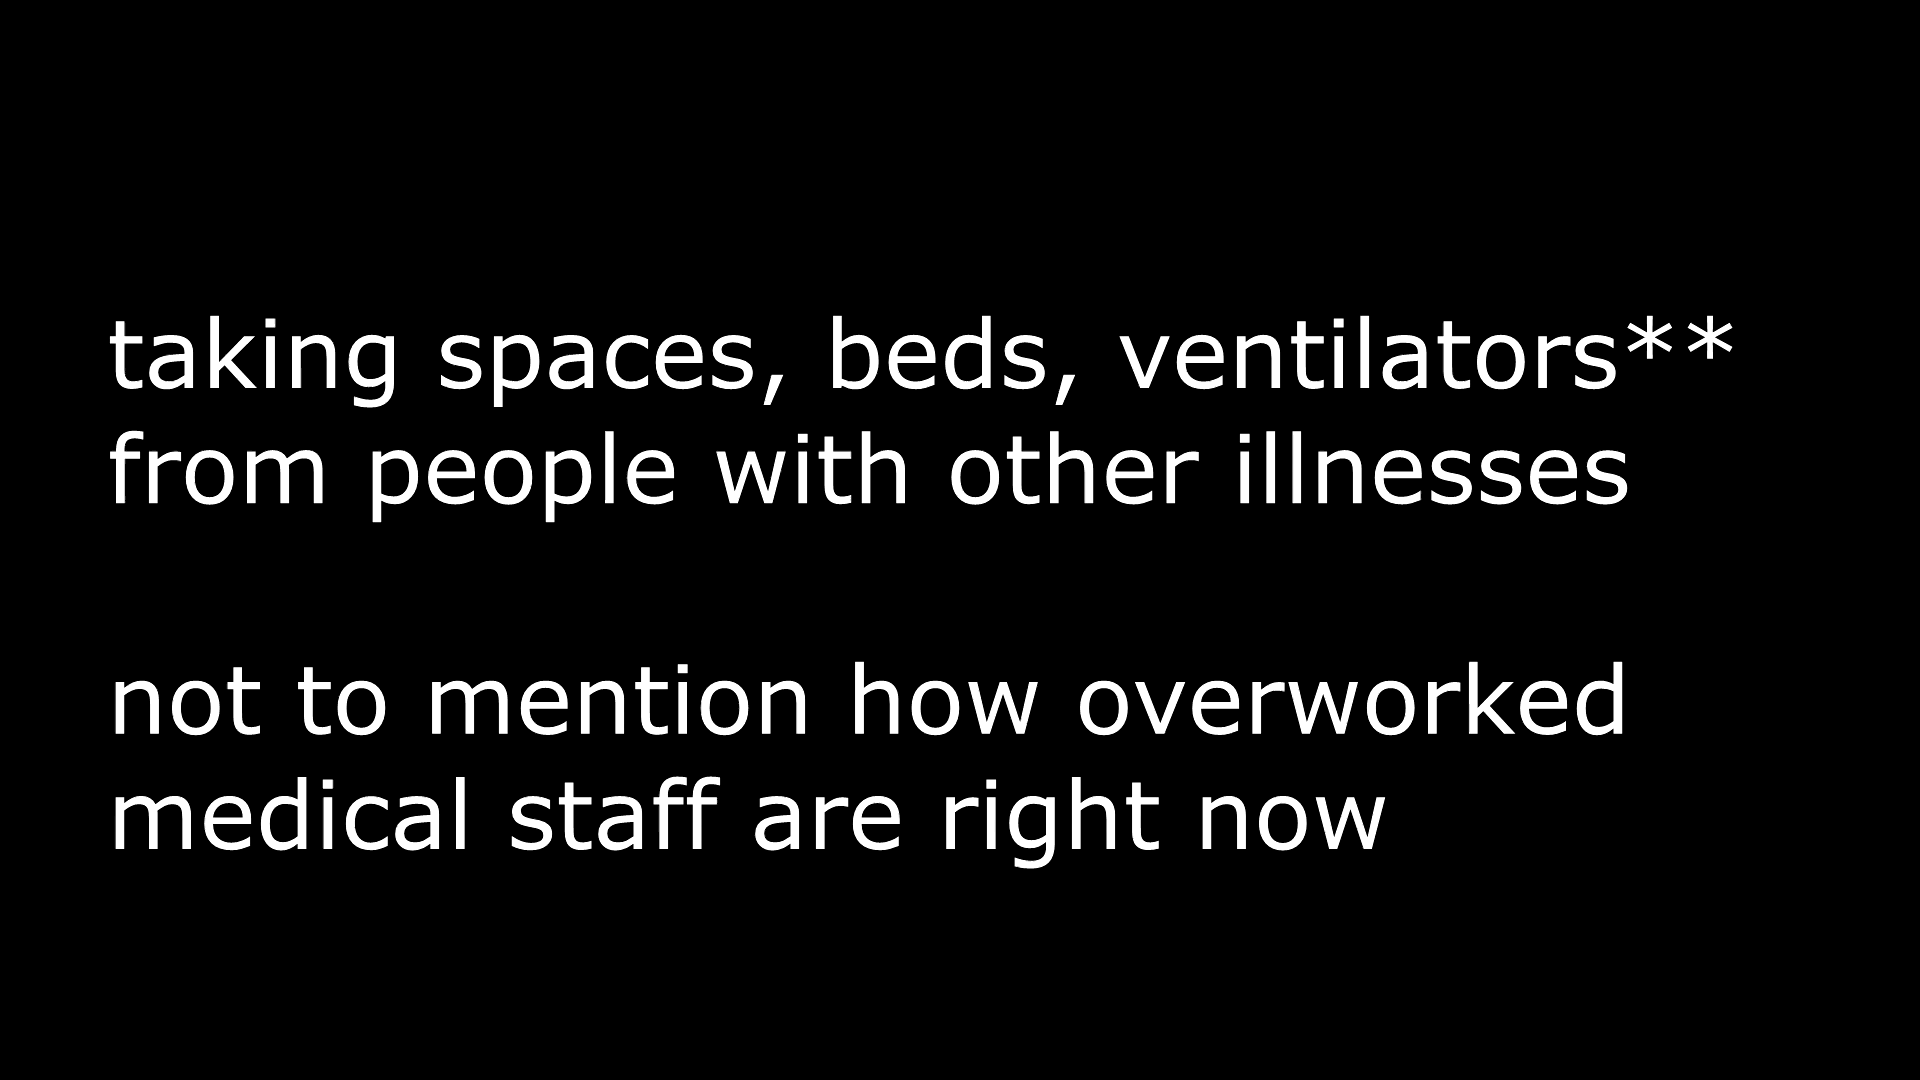 taking spaces, beds, ventilators**
from people with other illnesses
not to mention how overworked
medical staff are right now